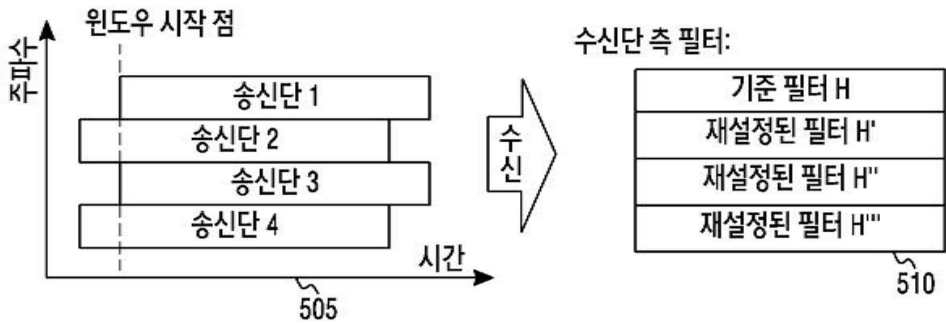 윈도우 시작 점
주파수
송신단 1
송신단 2
송신단 3
송신단 4
시간
505
수신
수신단 측 필터:
기준 필터 H
재설정된 필터 H'
재설정된 필터 H''
재설정된 필터 H'''
510